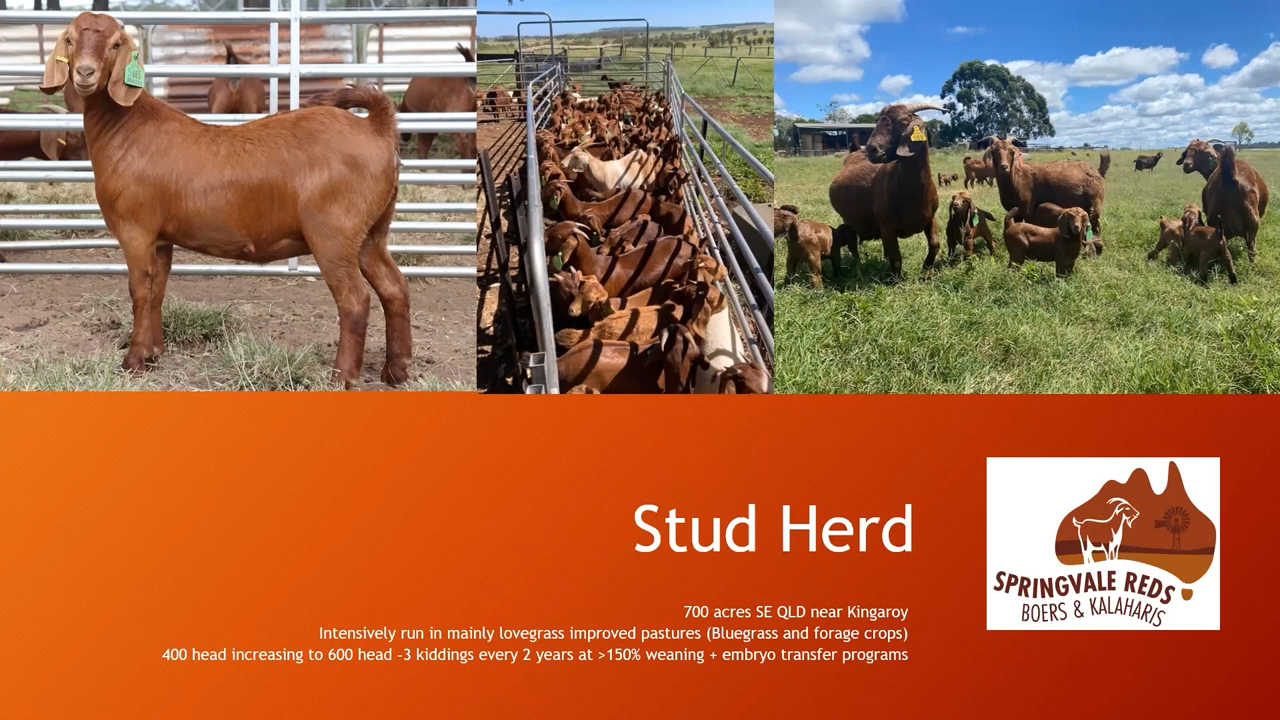 Stud Herd
700 acres SE QLD near Kingaroy
Intensively run in mainly lovegrass improved pastures (Bluegrass and forage crops)
400 head increasing to 600 head –3 kiddings every 2 years at >150% weaning + embryo transfer programs
SPRINGVALE REDS
BOERS & KALAHARIS